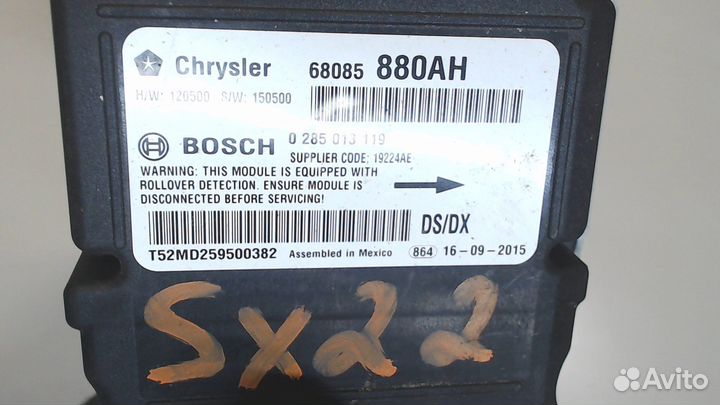 Chrysler 68085 880AH
H/W: 120500 S/W: 150500
BOSCH 0 285 013 119
SUPPLIER CODE: 19224AE
WARNING: THIS MODULE IS EQUIPPED WITH
ROLLOVER DETECTION. ENSURE MODULE IS
DISCONNECTED BEFORE SERVICING!
DS/DX
T52MD259500382 Assembled in Mexico 864 16-09-2015
SX22
Avito